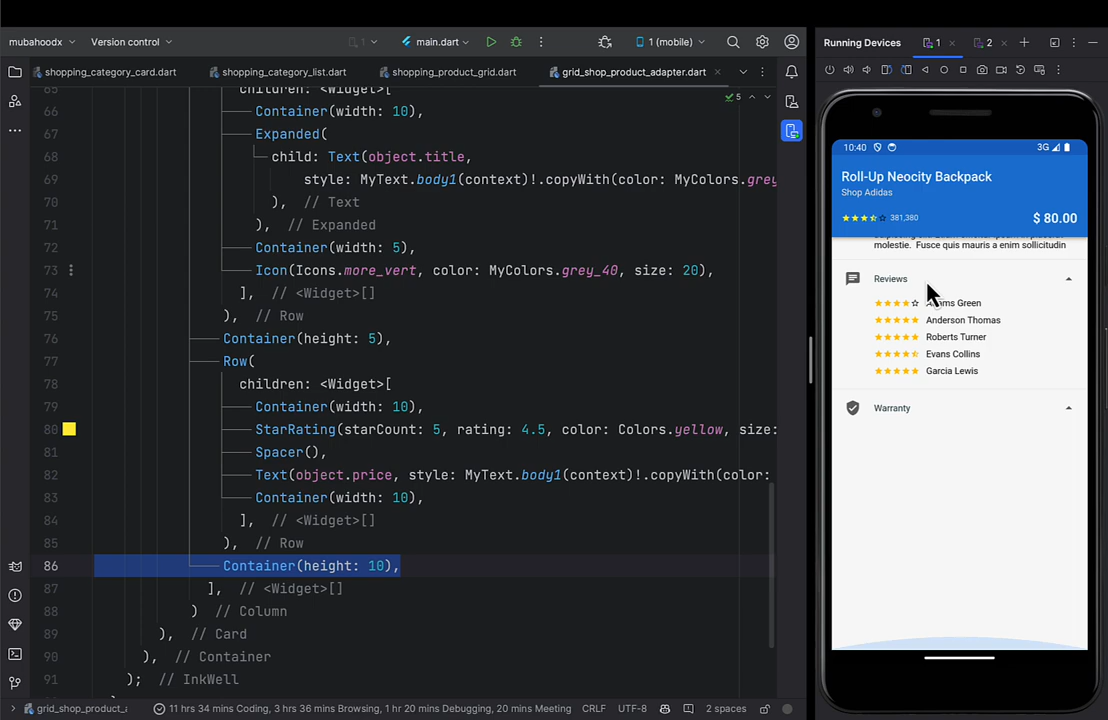 mubahoodx
Version control
1
main.dart
1 (mobile)
Running Devices
1
2
shopping_category_card.dart
shopping_category_list.dart
shopping_product_grid.dart
grid_shop_product_adapter.dart
5
65 children: <Widget>[
66 Container(width: 10),
67 Expanded(
68 child: Text(object.title,
69 style: MyText.body1(context)!.copyWith(color: MyColors.grey
70 ), // Text
71 ), // Expanded
72 Container(width: 5),
73 Icon(Icons.more_vert, color: MyColors.grey_40, size: 20),
74 ], // <Widget>[]
75 ), // Row
76 Container(height: 5),
77 Row(
78 children: <Widget>[
79 Container(width: 10),
80 StarRating(starCount: 5, rating: 4.5, color: Colors.yellow, size:
81 Spacer(),
82 Text(object.price, style: MyText.body1(context)!.copyWith(color:
83 Container(width: 10),
84 ], // <Widget>[]
85 ), // Row
86 Container(height: 10),
87 ], // <Widget>[]
88 ) // Column
89 ), // Card
90 ), // Container
91 ); // InkWell
10:40
3G
Roll-Up Neocity Backpack
Shop Adidas
381,380
$ 80.00
molestie. Fusce quis mauris a enim sollicitudin
Reviews
Green
Anderson Thomas
Roberts Turner
Evans Collins
Garcia Lewis
Warranty
grid_shop_product_a
11 hrs 34 mins Coding, 3 hrs 36 mins Browsing, 1 hr 20 mins Debugging, 20 mins Meeting
CRLF
UTF-8
2 spaces